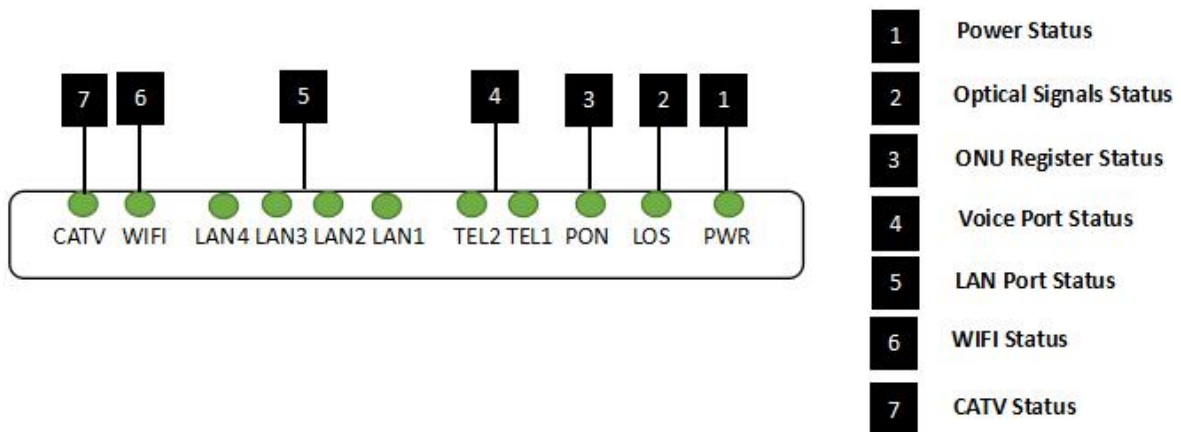 7 6 5 4 3 2 1
CATV WIFI LAN4 LAN3 LAN2 LAN1 TEL2 TEL1 PON LOS PWR
1 Power Status
2 Optical Signals Status
3 ONU Register Status
4 Voice Port Status
5 LAN Port Status
6 WIFI Status
7 CATV Status